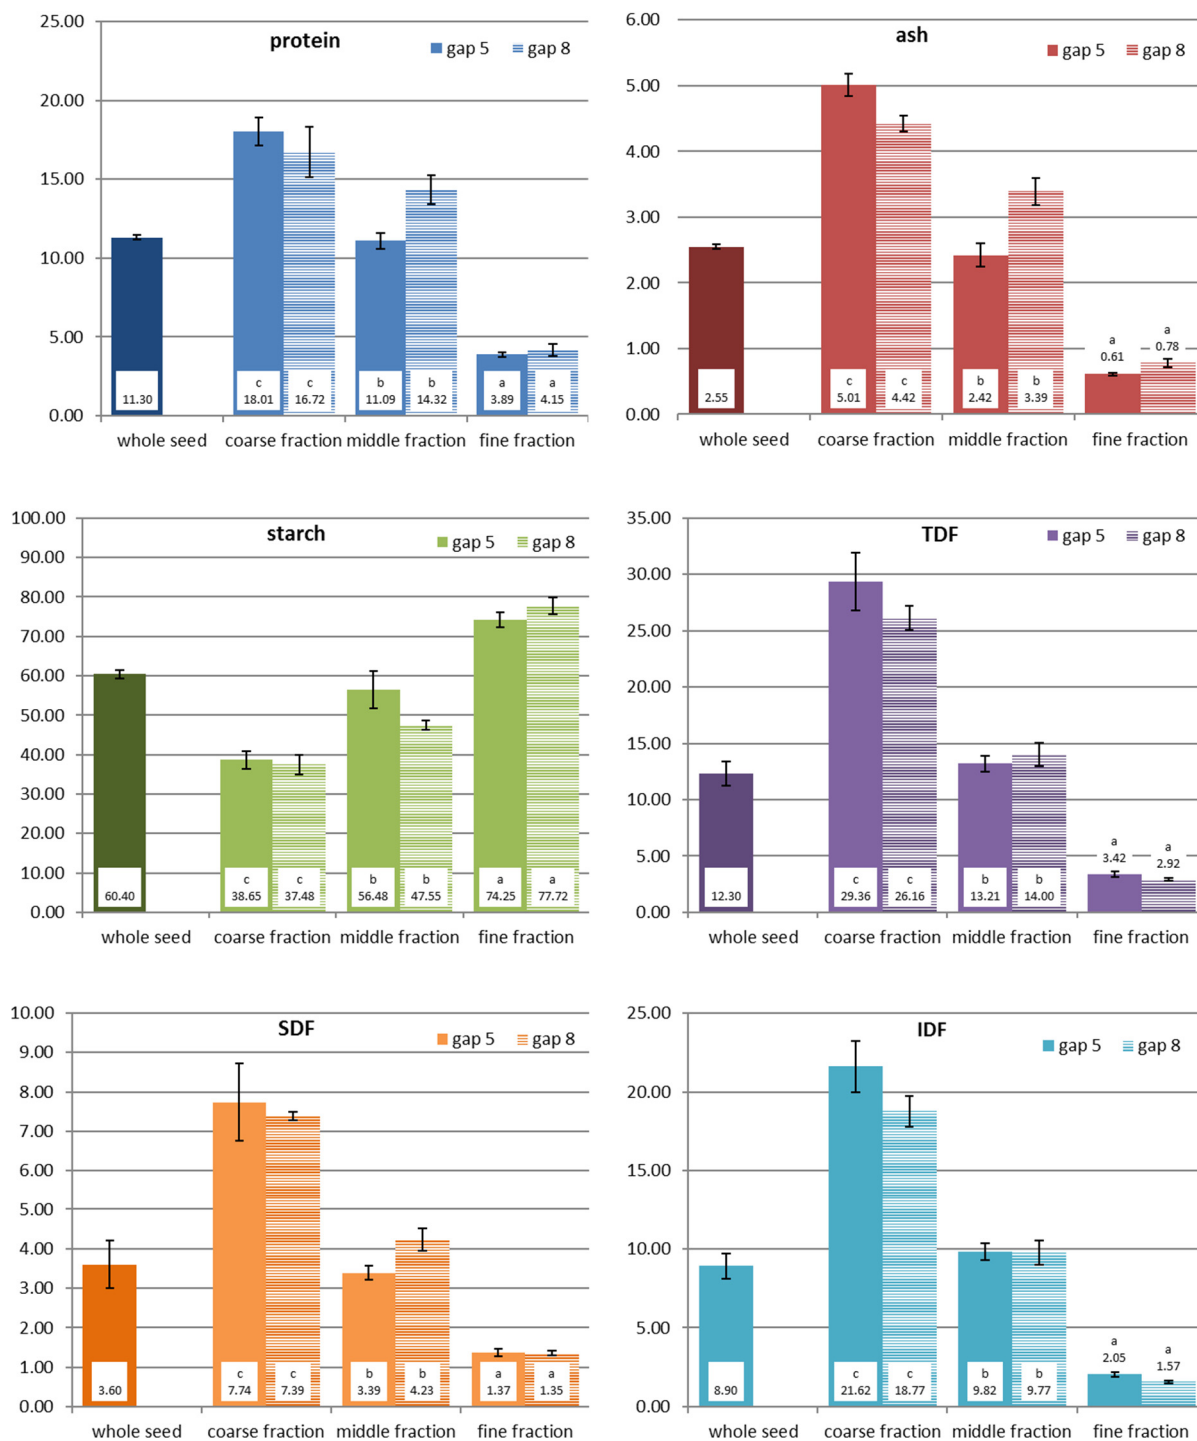 protein
gap 5 gap 8
25.00
20.00
15.00
10.00
5.00
0.00
11.30
c c b b a a
18.01 16.72 11.09 14.32 3.89 4.15
whole seed coarse fraction middle fraction fine fraction
ash
gap 5 gap 8
6.00
5.00
4.00
3.00
2.00
1.00
0.00
a a
0.61 0.78
c c b b
2.55 5.01 4.42 2.42 3.39
whole seed coarse fraction middle fraction fine fraction
starch
gap 5 gap 8
100.00
90.00
80.00
70.00
60.00
50.00
40.00
30.00
20.00
10.00
0.00
c c b b a a
60.40 38.65 37.48 56.48 47.55 74.25 77.72
whole seed coarse fraction middle fraction fine fraction
TDF
gap 5 gap 8
35.00
30.00
25.00
20.00
15.00
10.00
5.00
0.00
a a
3.42 2.92
c c b b
12.30 29.36 26.16 13.21 14.00
whole seed coarse fraction middle fraction fine fraction
SDF
gap 5 gap 8
10.00
9.00
8.00
7.00
6.00
5.00
4.00
3.00
2.00
1.00
0.00
c c b b a a
3.60 7.74 7.39 3.39 4.23 1.37 1.35
whole seed coarse fraction middle fraction fine fraction
IDF
gap 5 gap 8
25.00
20.00
15.00
10.00
5.00
0.00
a a
2.05 1.57
c c b b
8.90 21.62 18.77 9.82 9.77
whole seed coarse fraction middle fraction fine fraction